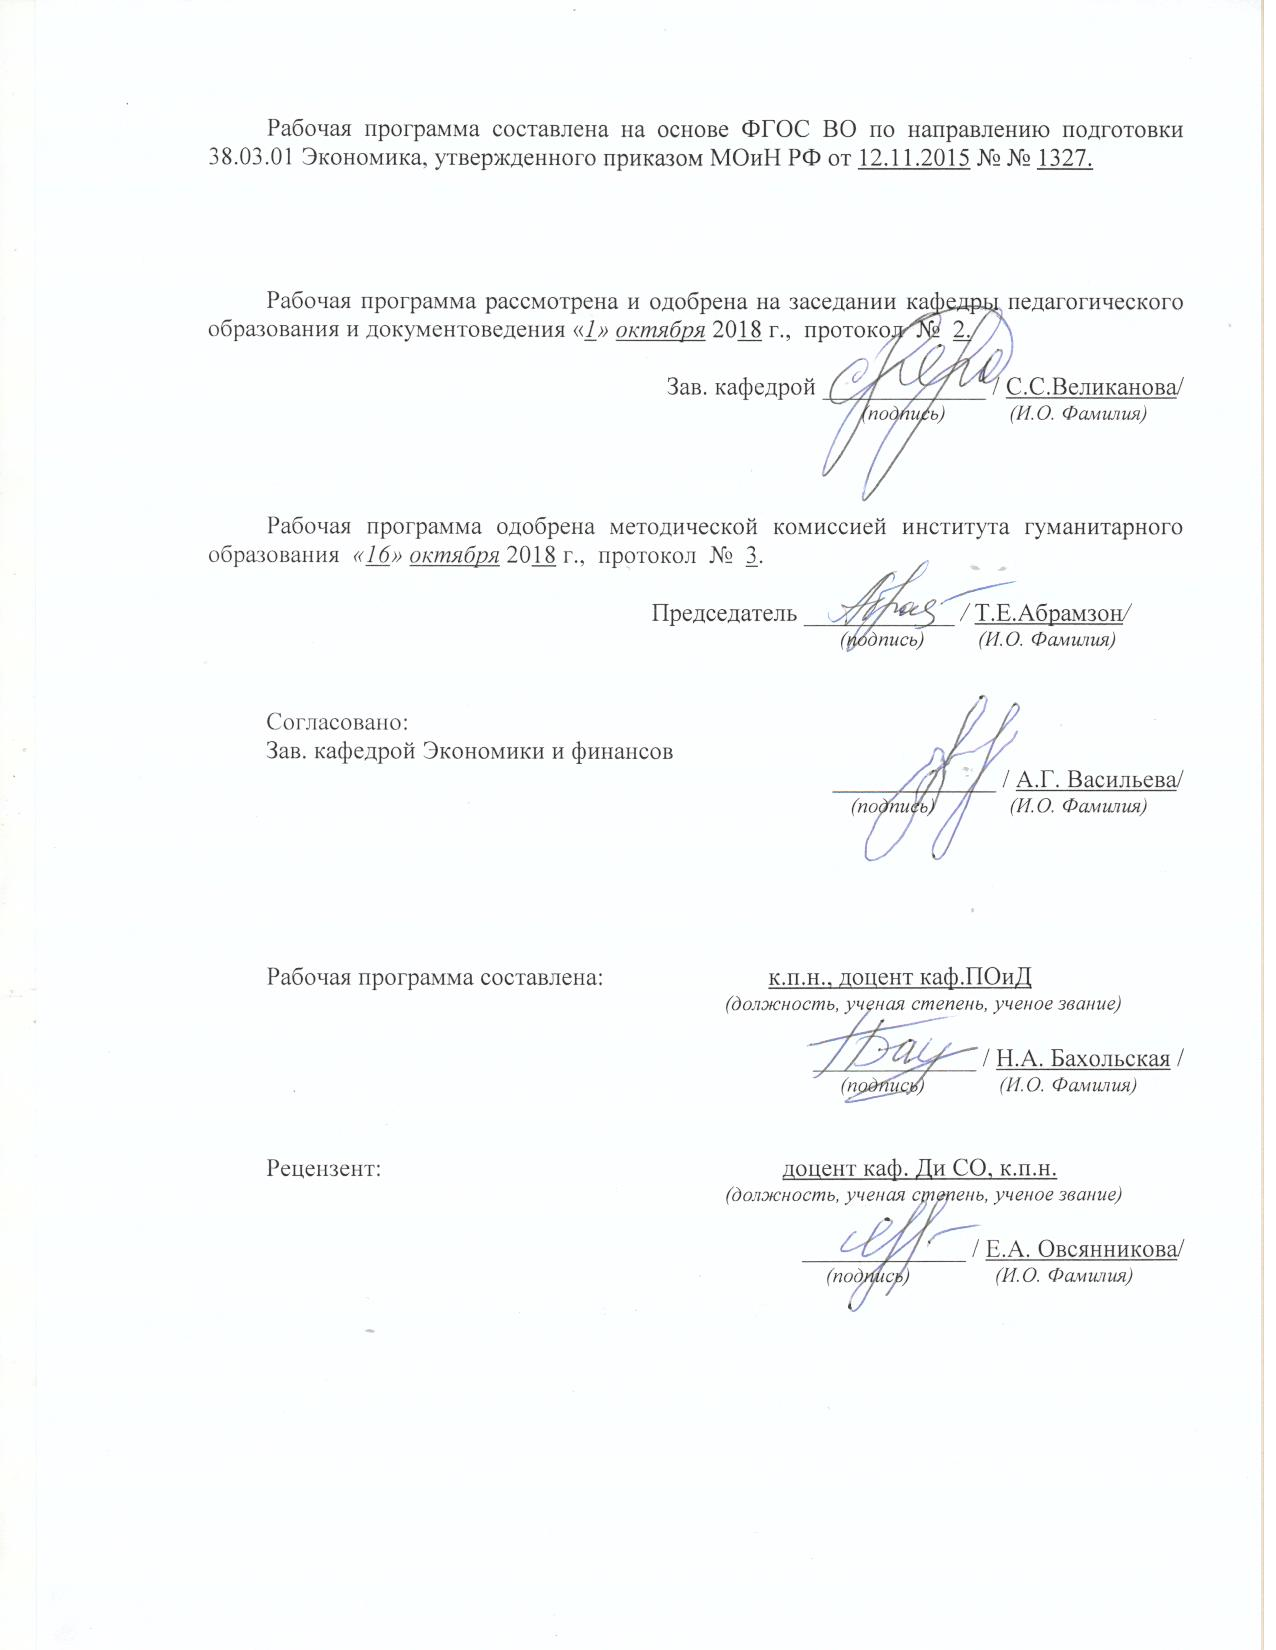 Рабочая программа составлена на основе ФГОС ВО по направлению подготовки
38.03.01 Экономика, утвержденного приказом МОиН РФ от 12.11.2015 № № 1327.
Рабочая программа рассмотрена и одобрена на заседании кафедры педагогического
образования и документоведения «1» октября 2018 г., протокол № 2.
Зав. кафедрой _____________ / С.С.Великанова/
(подпись) (И.О. Фамилия)
Рабочая программа одобрена методической комиссией института гуманитарного
образования «16» октября 2018 г., протокол № 3.
Председатель ____________ / Т.Е.Абрамзон/
(подпись) (И.О. Фамилия)
Согласовано:
Зав. кафедрой Экономики и финансов
_____________ / А.Г. Васильева/
(подпись) (И.О. Фамилия)
Рабочая программа составлена: к.п.н., доцент каф.ПОиД
(должность, ученая степень, ученое звание)
_____________ / Н.А. Бахольская /
(подпись) (И.О. Фамилия)
Рецензент: доцент каф. Ди СО, к.п.н.
(должность, ученая степень, ученое звание)
_____________ / Е.А. Овсянникова/
(подпись) (И.О. Фамилия)